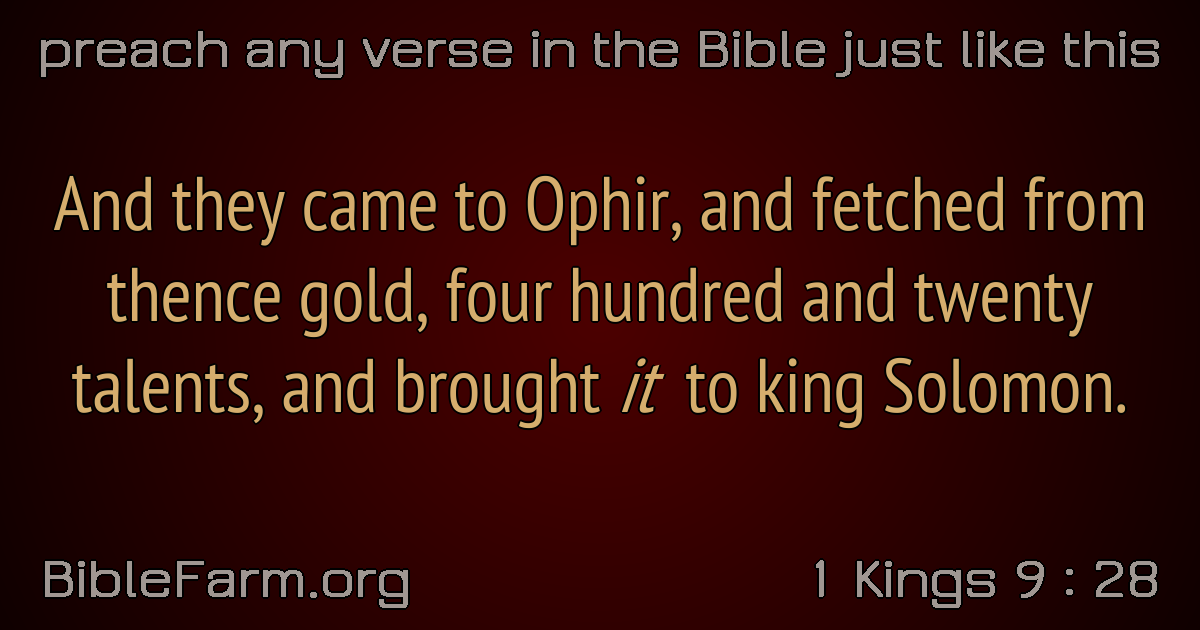 preach any verse in the Bible just like this
And they came to Ophir, and fetched from
thence gold, four hundred and twenty
talents, and brought it to king Solomon.
BibleFarm.org
1 Kings 9 : 28